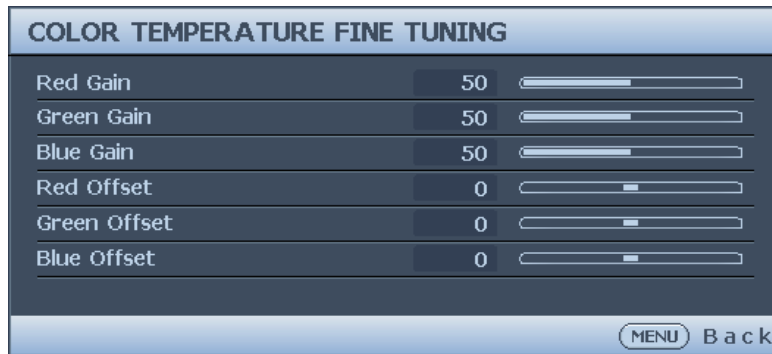 COLOR TEMPERATURE FINE TUNING
Red Gain 50
Green Gain 50
Blue Gain 50
Red Offset 0
Green Offset 0
Blue Offset 0
MENU Back